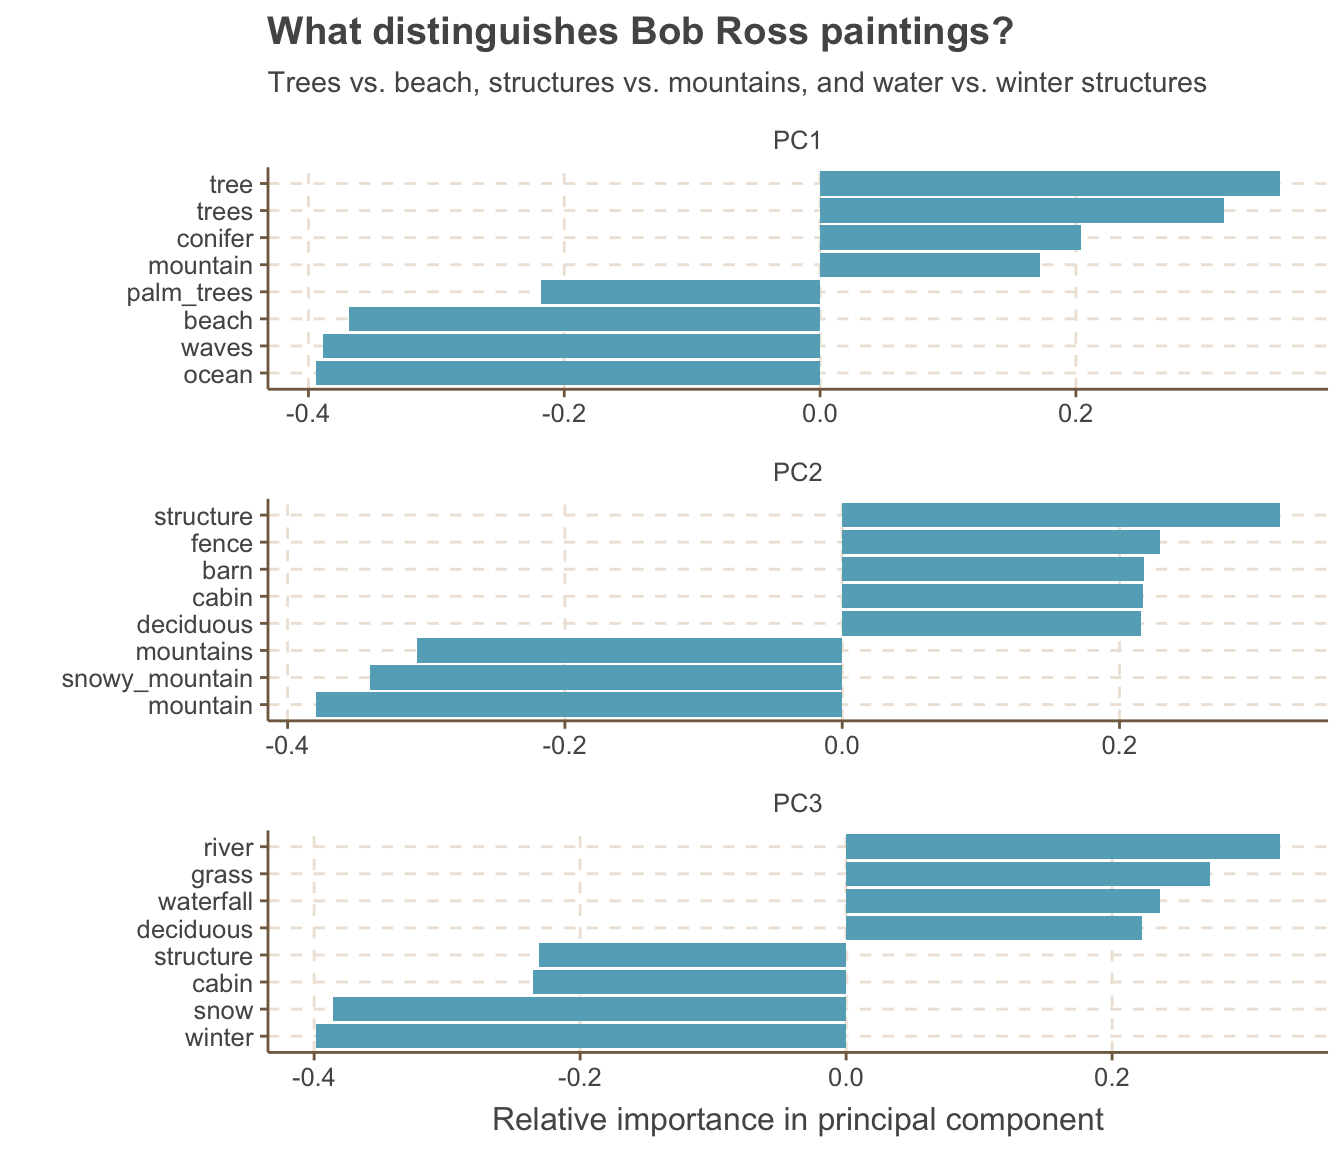 What distinguishes Bob Ross paintings?
Trees vs. beach, structures vs. mountains, and water vs. winter structures
PC1
tree
trees
conifer
mountain
palm_trees
beach
waves
ocean
-0.4 -0.2 0.0 0.2
PC2
structure
fence
barn
cabin
deciduous
mountains
snowy_mountain
mountain
-0.4 -0.2 0.0 0.2
PC3
river
grass
waterfall
deciduous
structure
cabin
snow
winter
-0.4 -0.2 0.0 0.2
Relative importance in principal component